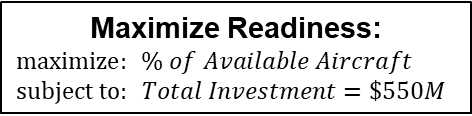 Maximize Readiness:
maximize: % of Available Aircraft
subject to: Total Investment = $550M